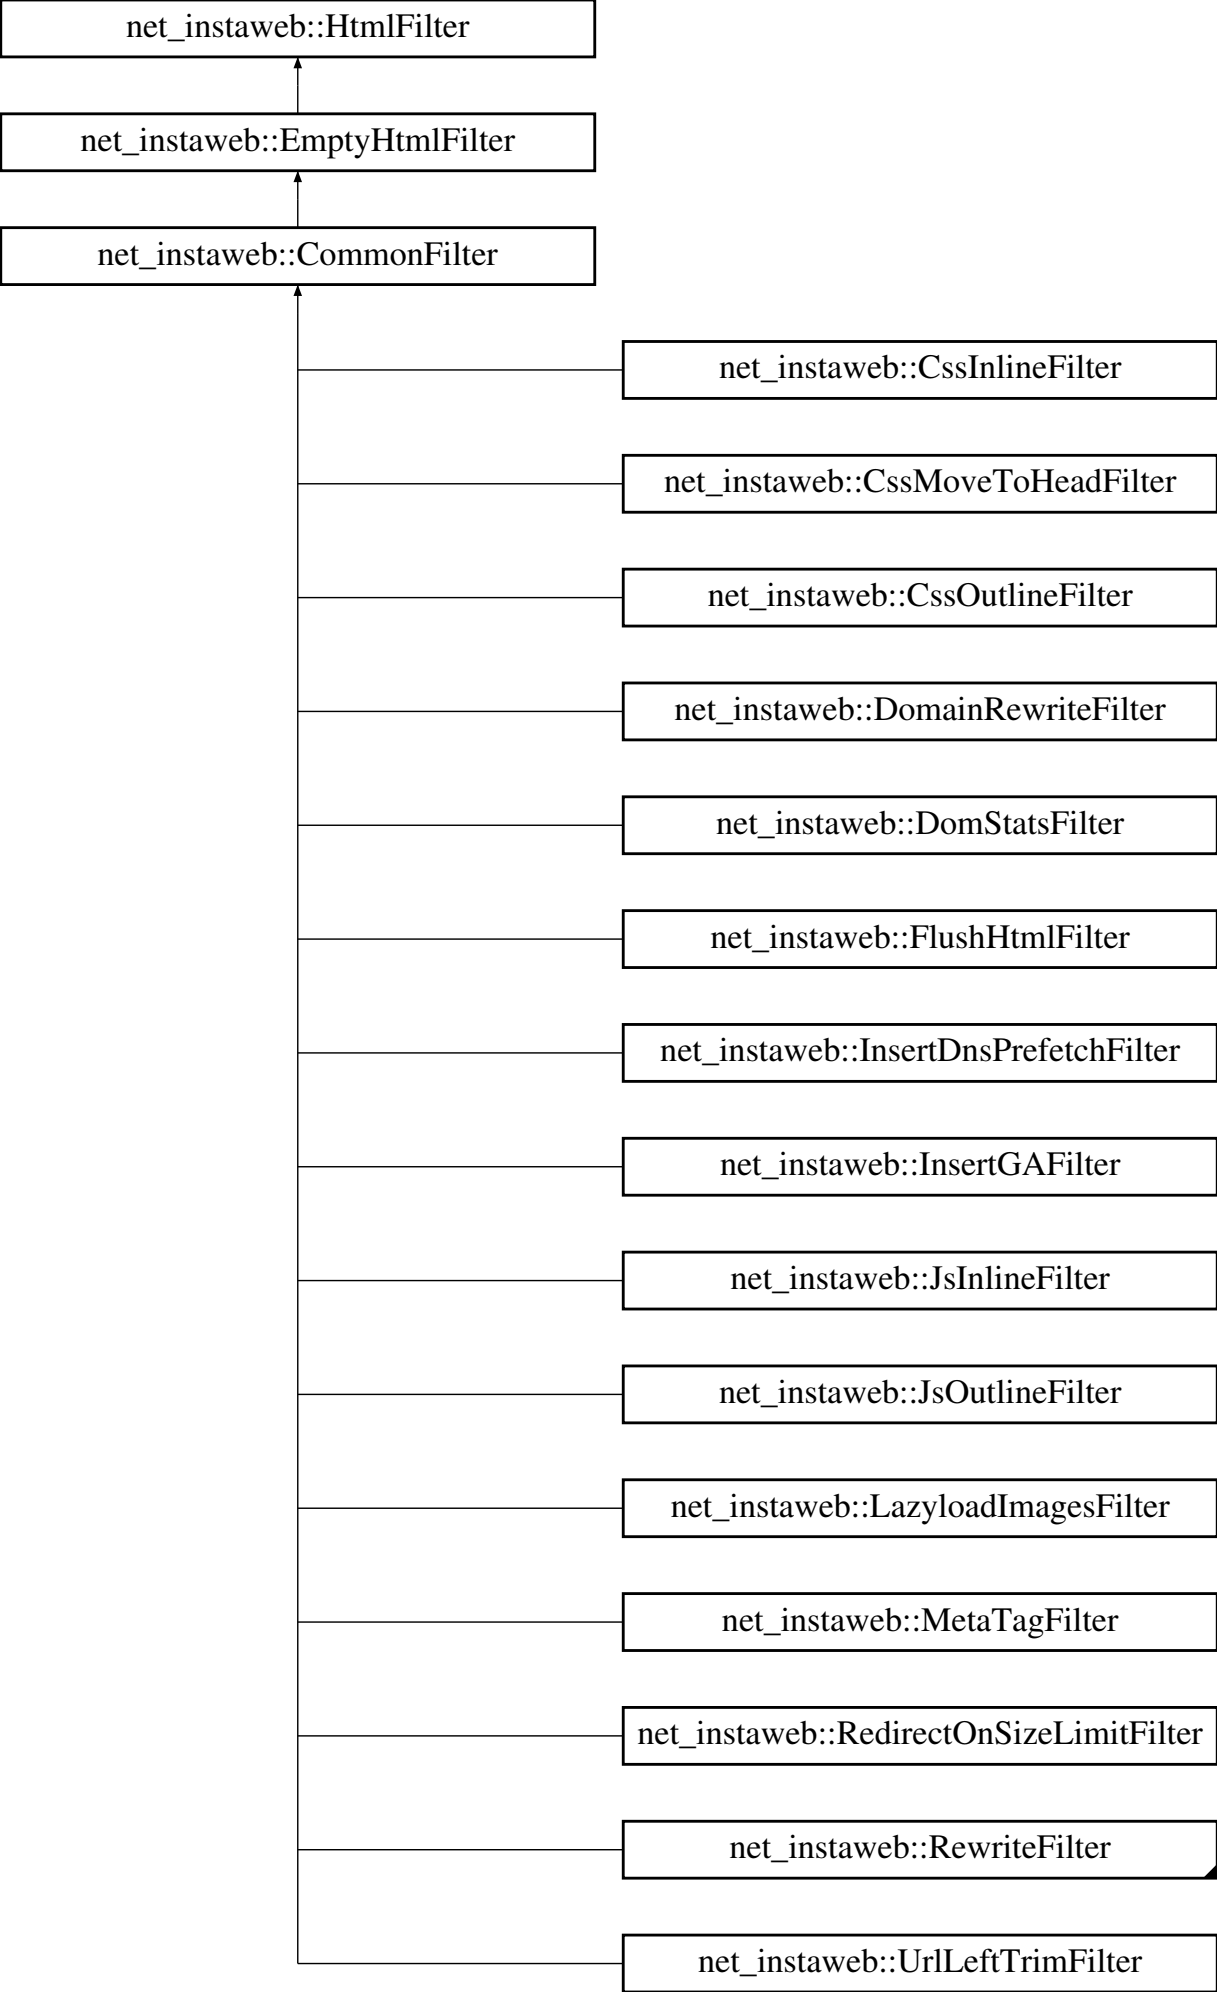 net_instaweb::HtmlFilter
net_instaweb::EmptyHtmlFilter
net_instaweb::CommonFilter
net_instaweb::CssInlineFilter
net_instaweb::CssMoveToHeadFilter
net_instaweb::CssOutlineFilter
net_instaweb::DomainRewriteFilter
net_instaweb::DomStatsFilter
net_instaweb::FlushHtmlFilter
net_instaweb::InsertDnsPrefetchFilter
net_instaweb::InsertGAFilter
net_instaweb::JsInlineFilter
net_instaweb::JsOutlineFilter
net_instaweb::LazyloadImagesFilter
net_instaweb::MetaTagFilter
net_instaweb::RedirectOnSizeLimitFilter
net_instaweb::RewriteFilter
net_instaweb::UrlLeftTrimFilter